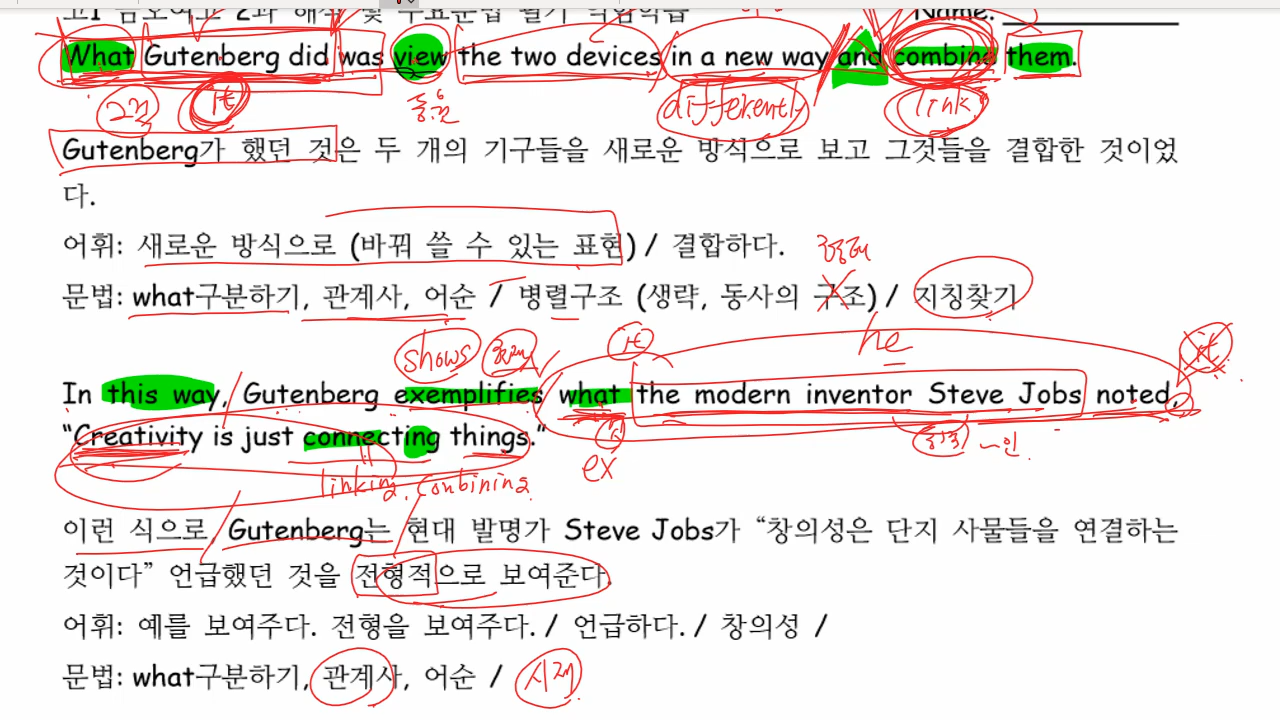 Name:
What Gutenberg did was view the two devices in a new way and combine them.
it differently link
Gutenberg가 했던 것은 두 개의 기구들을 새로운 방식으로 보고 그것들을 결합한 것이었
다.
어휘: 새로운 방식으로 (바꿔 쓸 수 있는 표현) / 결합하다.
문법: what구분하기, 관계사, 어순 / 병렬구조 (생략, 동사의 구조) / 지칭찾기
shows it he it
In this way, Gutenberg exemplifies what the modern inventor Steve Jobs noted,
"Creativity is just connecting things."
ex
linking, combining
이런 식으로, Gutenberg는 현대 발명가 Steve Jobs가 "창의성은 단지 사물들을 연결하는
것이다" 언급했던 것을 전형적으로 보여준다.
어휘: 예를 보여주다. 전형을 보여주다. / 언급하다. / 창의성 /
문법: what구분하기, 관계사, 어순 / 시제